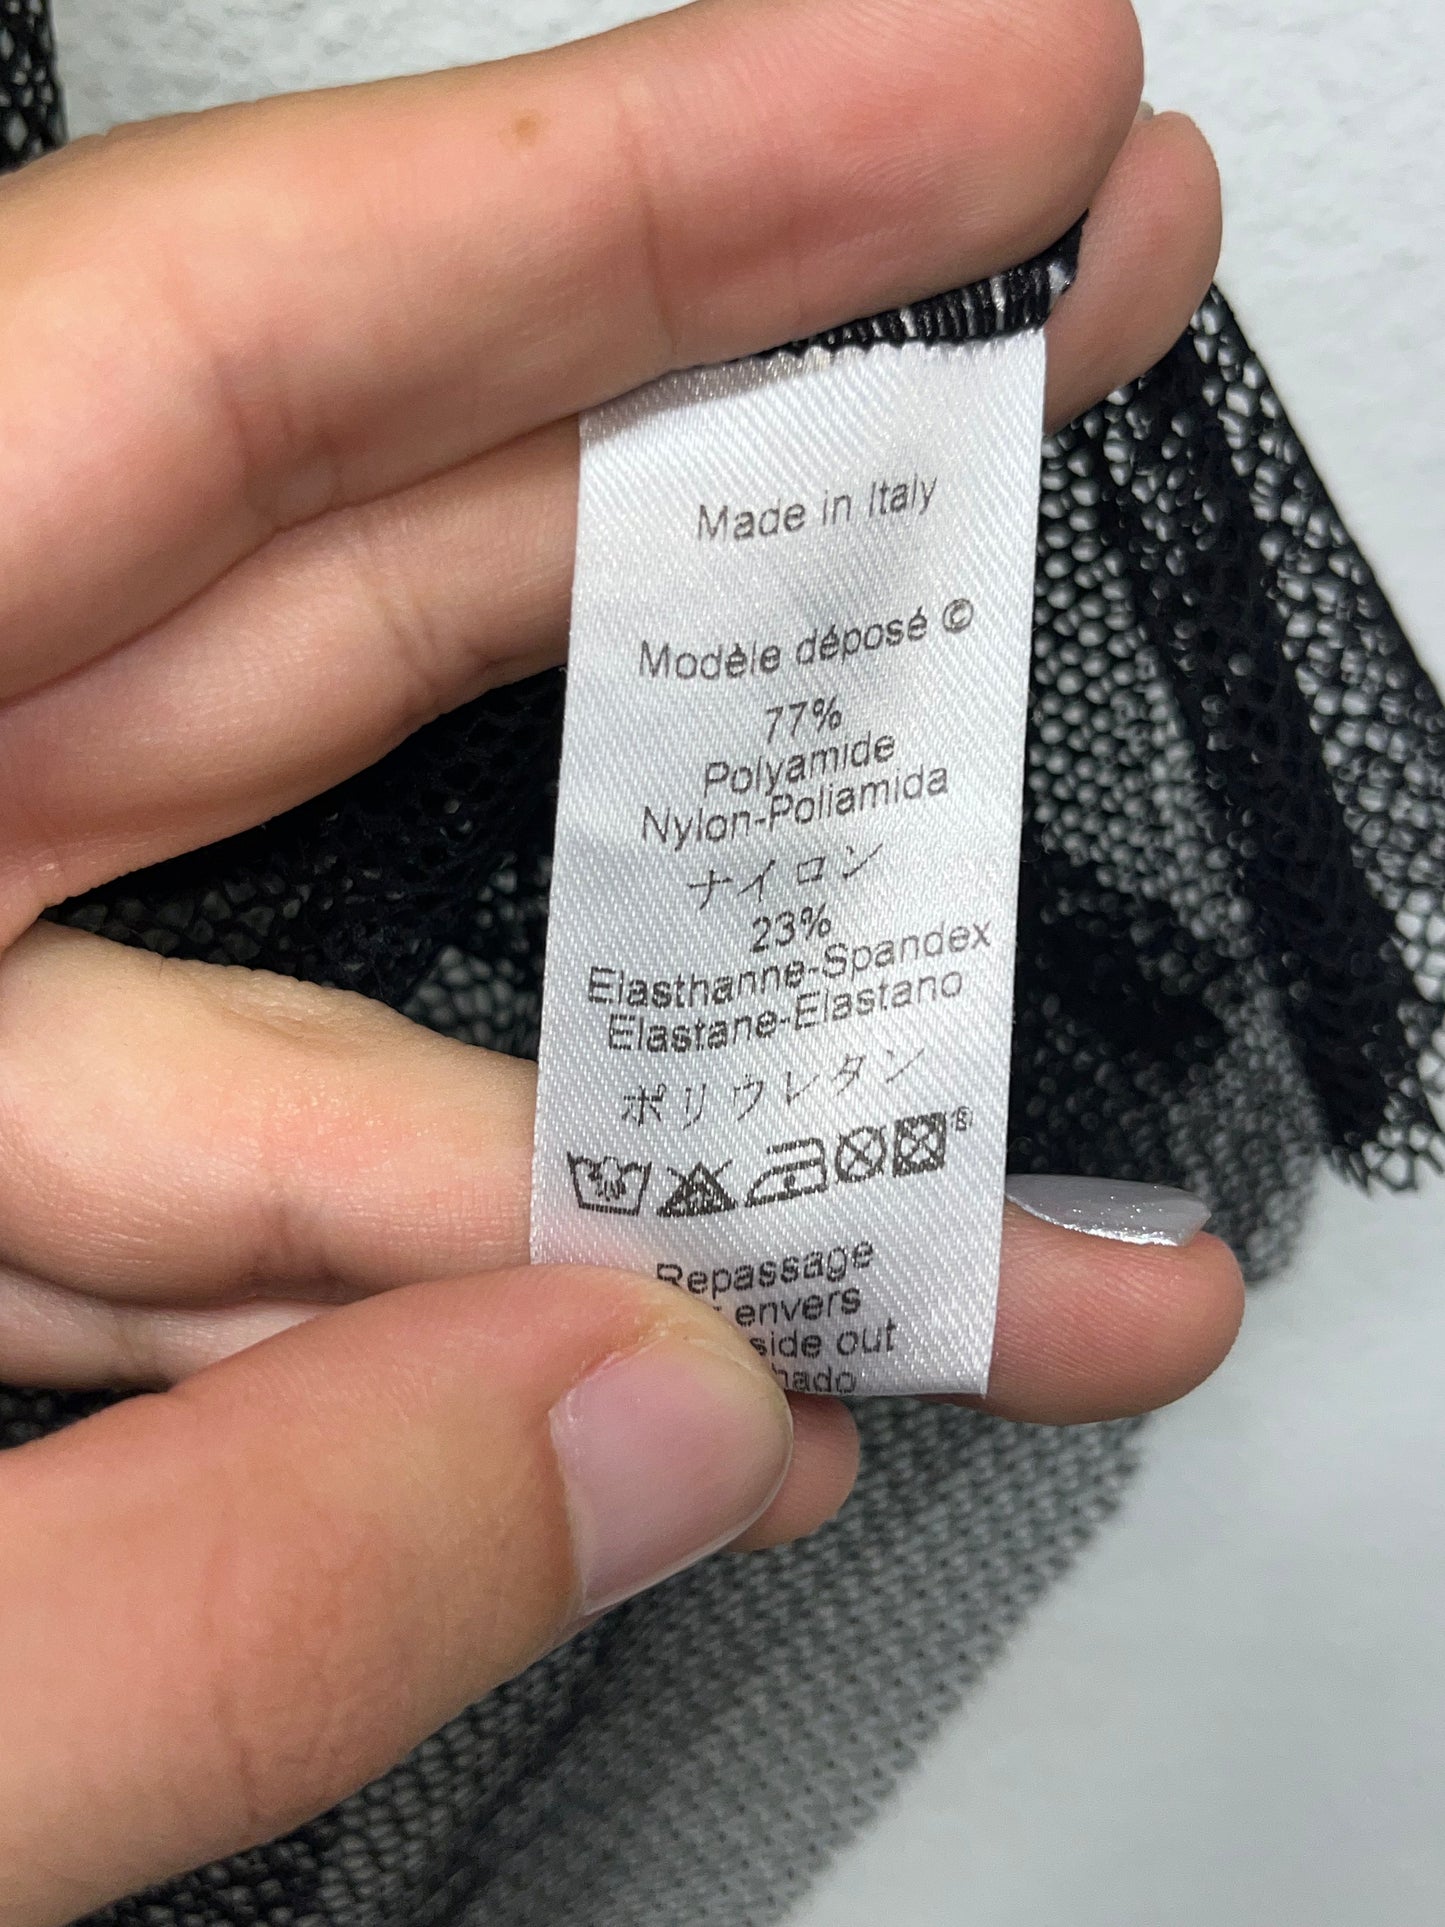 Made in Italy
Modèle déposé ©
77%
Polyamide
Nylon-Poliamida
ナイロン
23%
Elasthanne-Spandex
Elastane-Elastano
ポリウレタン
®
Repassage
envers
side out